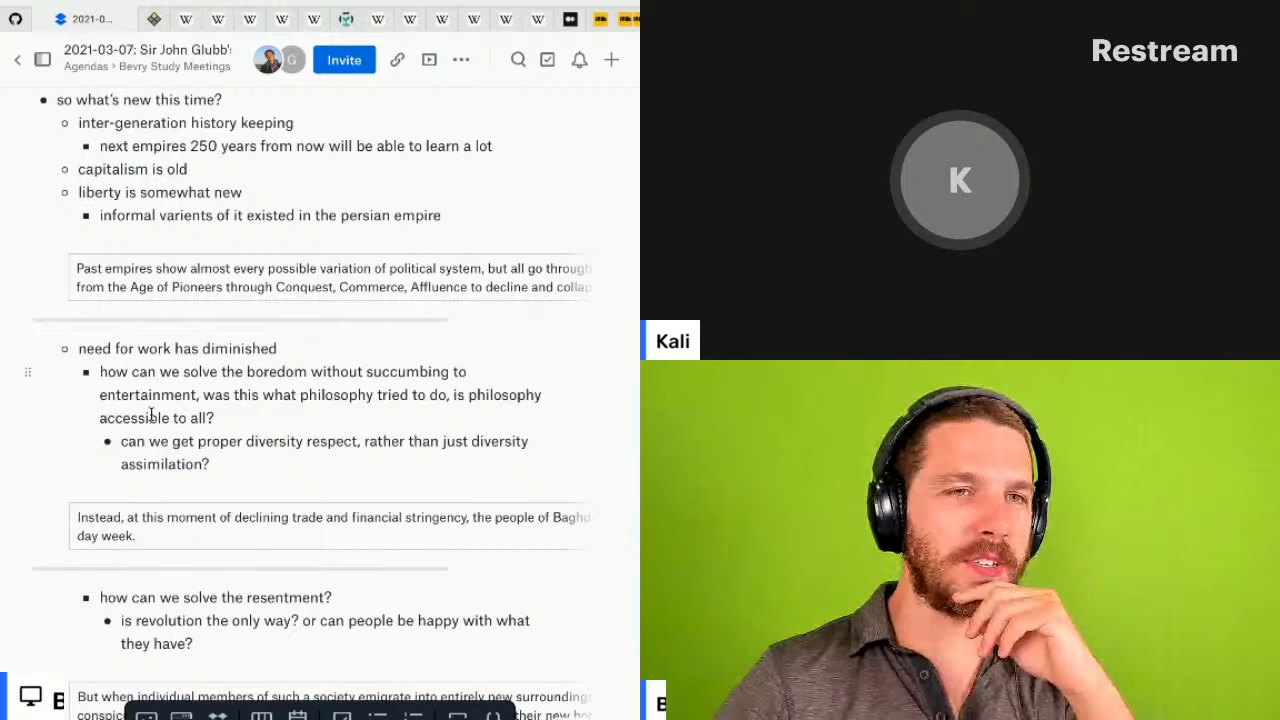 2021-0...
2021-03-07: Sir John Glubb's
Agendas > Bevry Study Meetings
G
Invite
so what's new this time?
inter-generation history keeping
next empires 250 years from now will be able to learn a lot
capitalism is old
liberty is somewhat new
informal varients of it existed in the persian empire
Past empires show almost every possible variation of political system, but all go through
from the Age of Pioneers through Conquest, Commerce, Affluence to decline and
need for work has diminished
how can we solve the boredom without succumbing to
entertainment, was this what philosophy tried to do, is philosophy
accessible to all?
can we get proper diversity respect, rather than just diversity
assimilation?
Instead, at this moment of declining trade and financial stringency, the people of
day week.
how can we solve the resentment?
is revolution the only way? or can people be happy with what
they have?
But when individual members of such a society emigrate into entirely new surroundings
their new
B
Restream
K
Kali
B